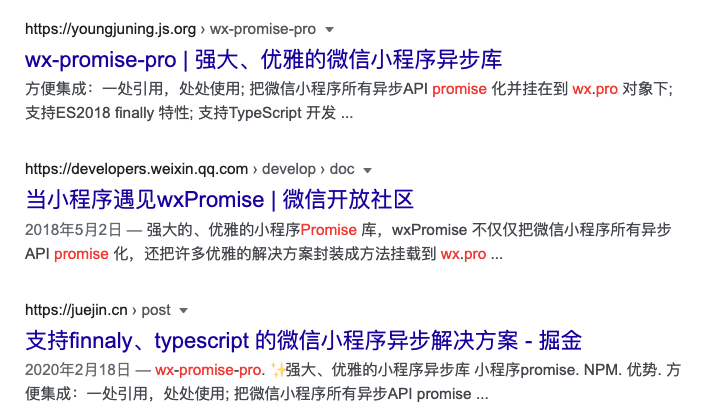 https://youngjuning.js.org › wx-promise-pro
wx-promise-pro | 强大、优雅的微信小程序异步库
方便集成：一处引用，处处使用; 把微信小程序所有异步API promise 化并挂在到 wx.pro 对象下;
支持ES2018 finally 特性; 支持TypeScript 开发 ...
https://developers.weixin.qq.com › develop › doc
当小程序遇见wxPromise | 微信开放社区
2018年5月2日 — 强大的、优雅的小程序Promise 库，wxPromise 不仅仅把微信小程序所有异步
API promise 化，还把许多优雅的解决方案封装成方法挂载到 wx.pro ...
https://juejin.cn › post
支持finnaly、typescript 的微信小程序异步解决方案 - 掘金
2020年2月18日 — wx-promise-pro. ✨强大、优雅的小程序异步库 小程序promise. NPM. 优势. 方
便集成：一处引用，处处使用; 把微信小程序所有异步API promise ...